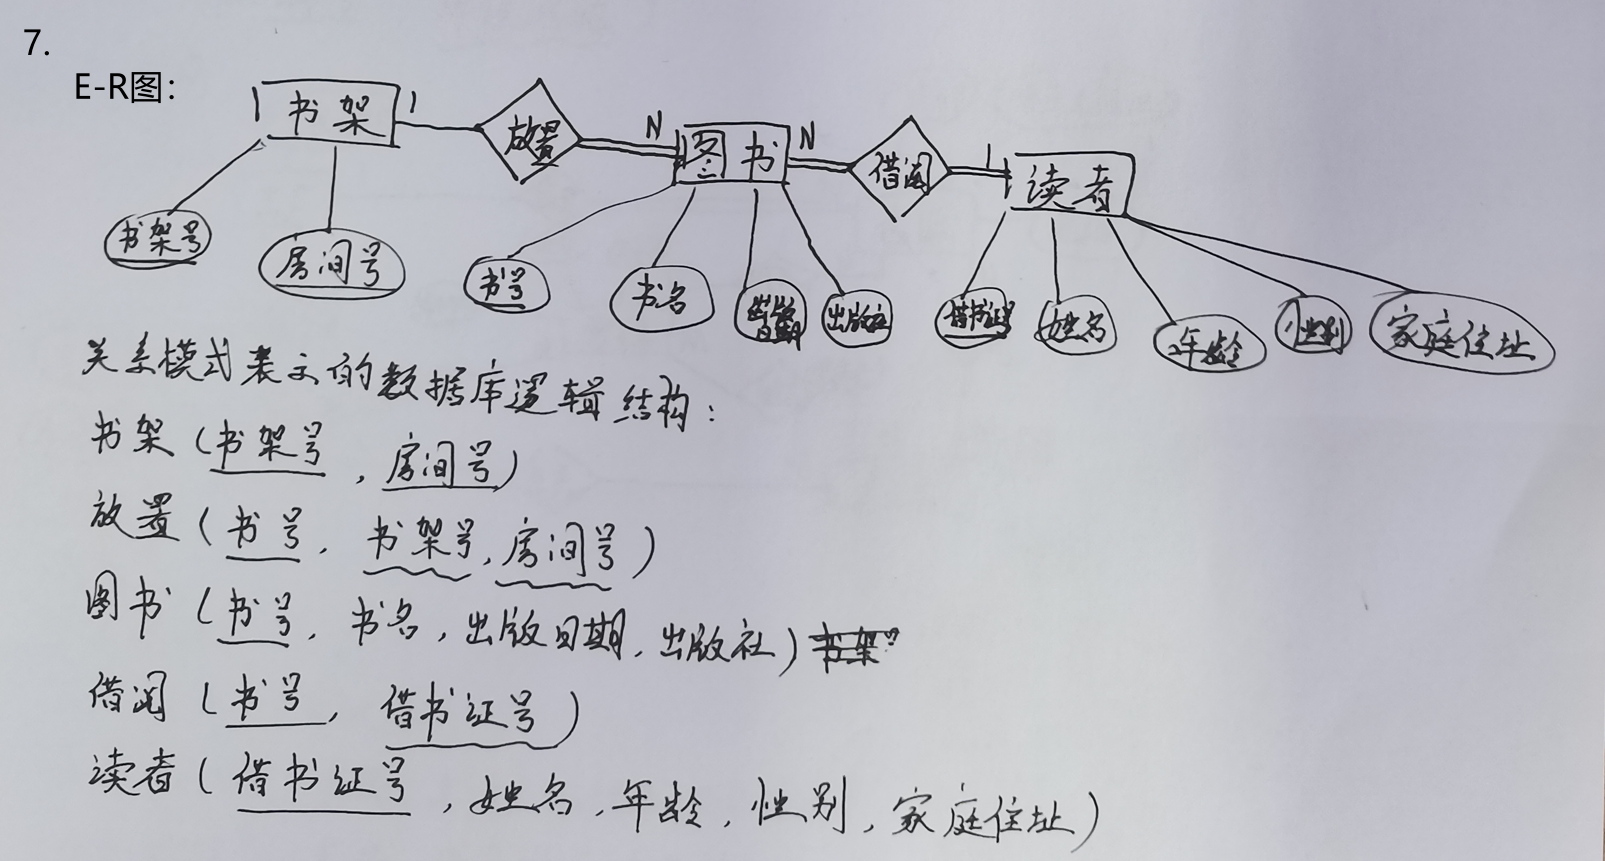 7.
E-R图：
书架 1 放置 N 图书 N 借阅 1 读者
书架号 房间号 书号 书名 出版日期 出版社 借书证号 姓名 年龄 性别 家庭住址
关系模式表示的数据库逻辑结构：
书架（书架号，房间号）
放置（书号，书架号，房间号）
图书（书号，书名，出版日期，出版社）
借阅（书号，借书证号）
读者（借书证号，姓名，年龄，性别，家庭住址）